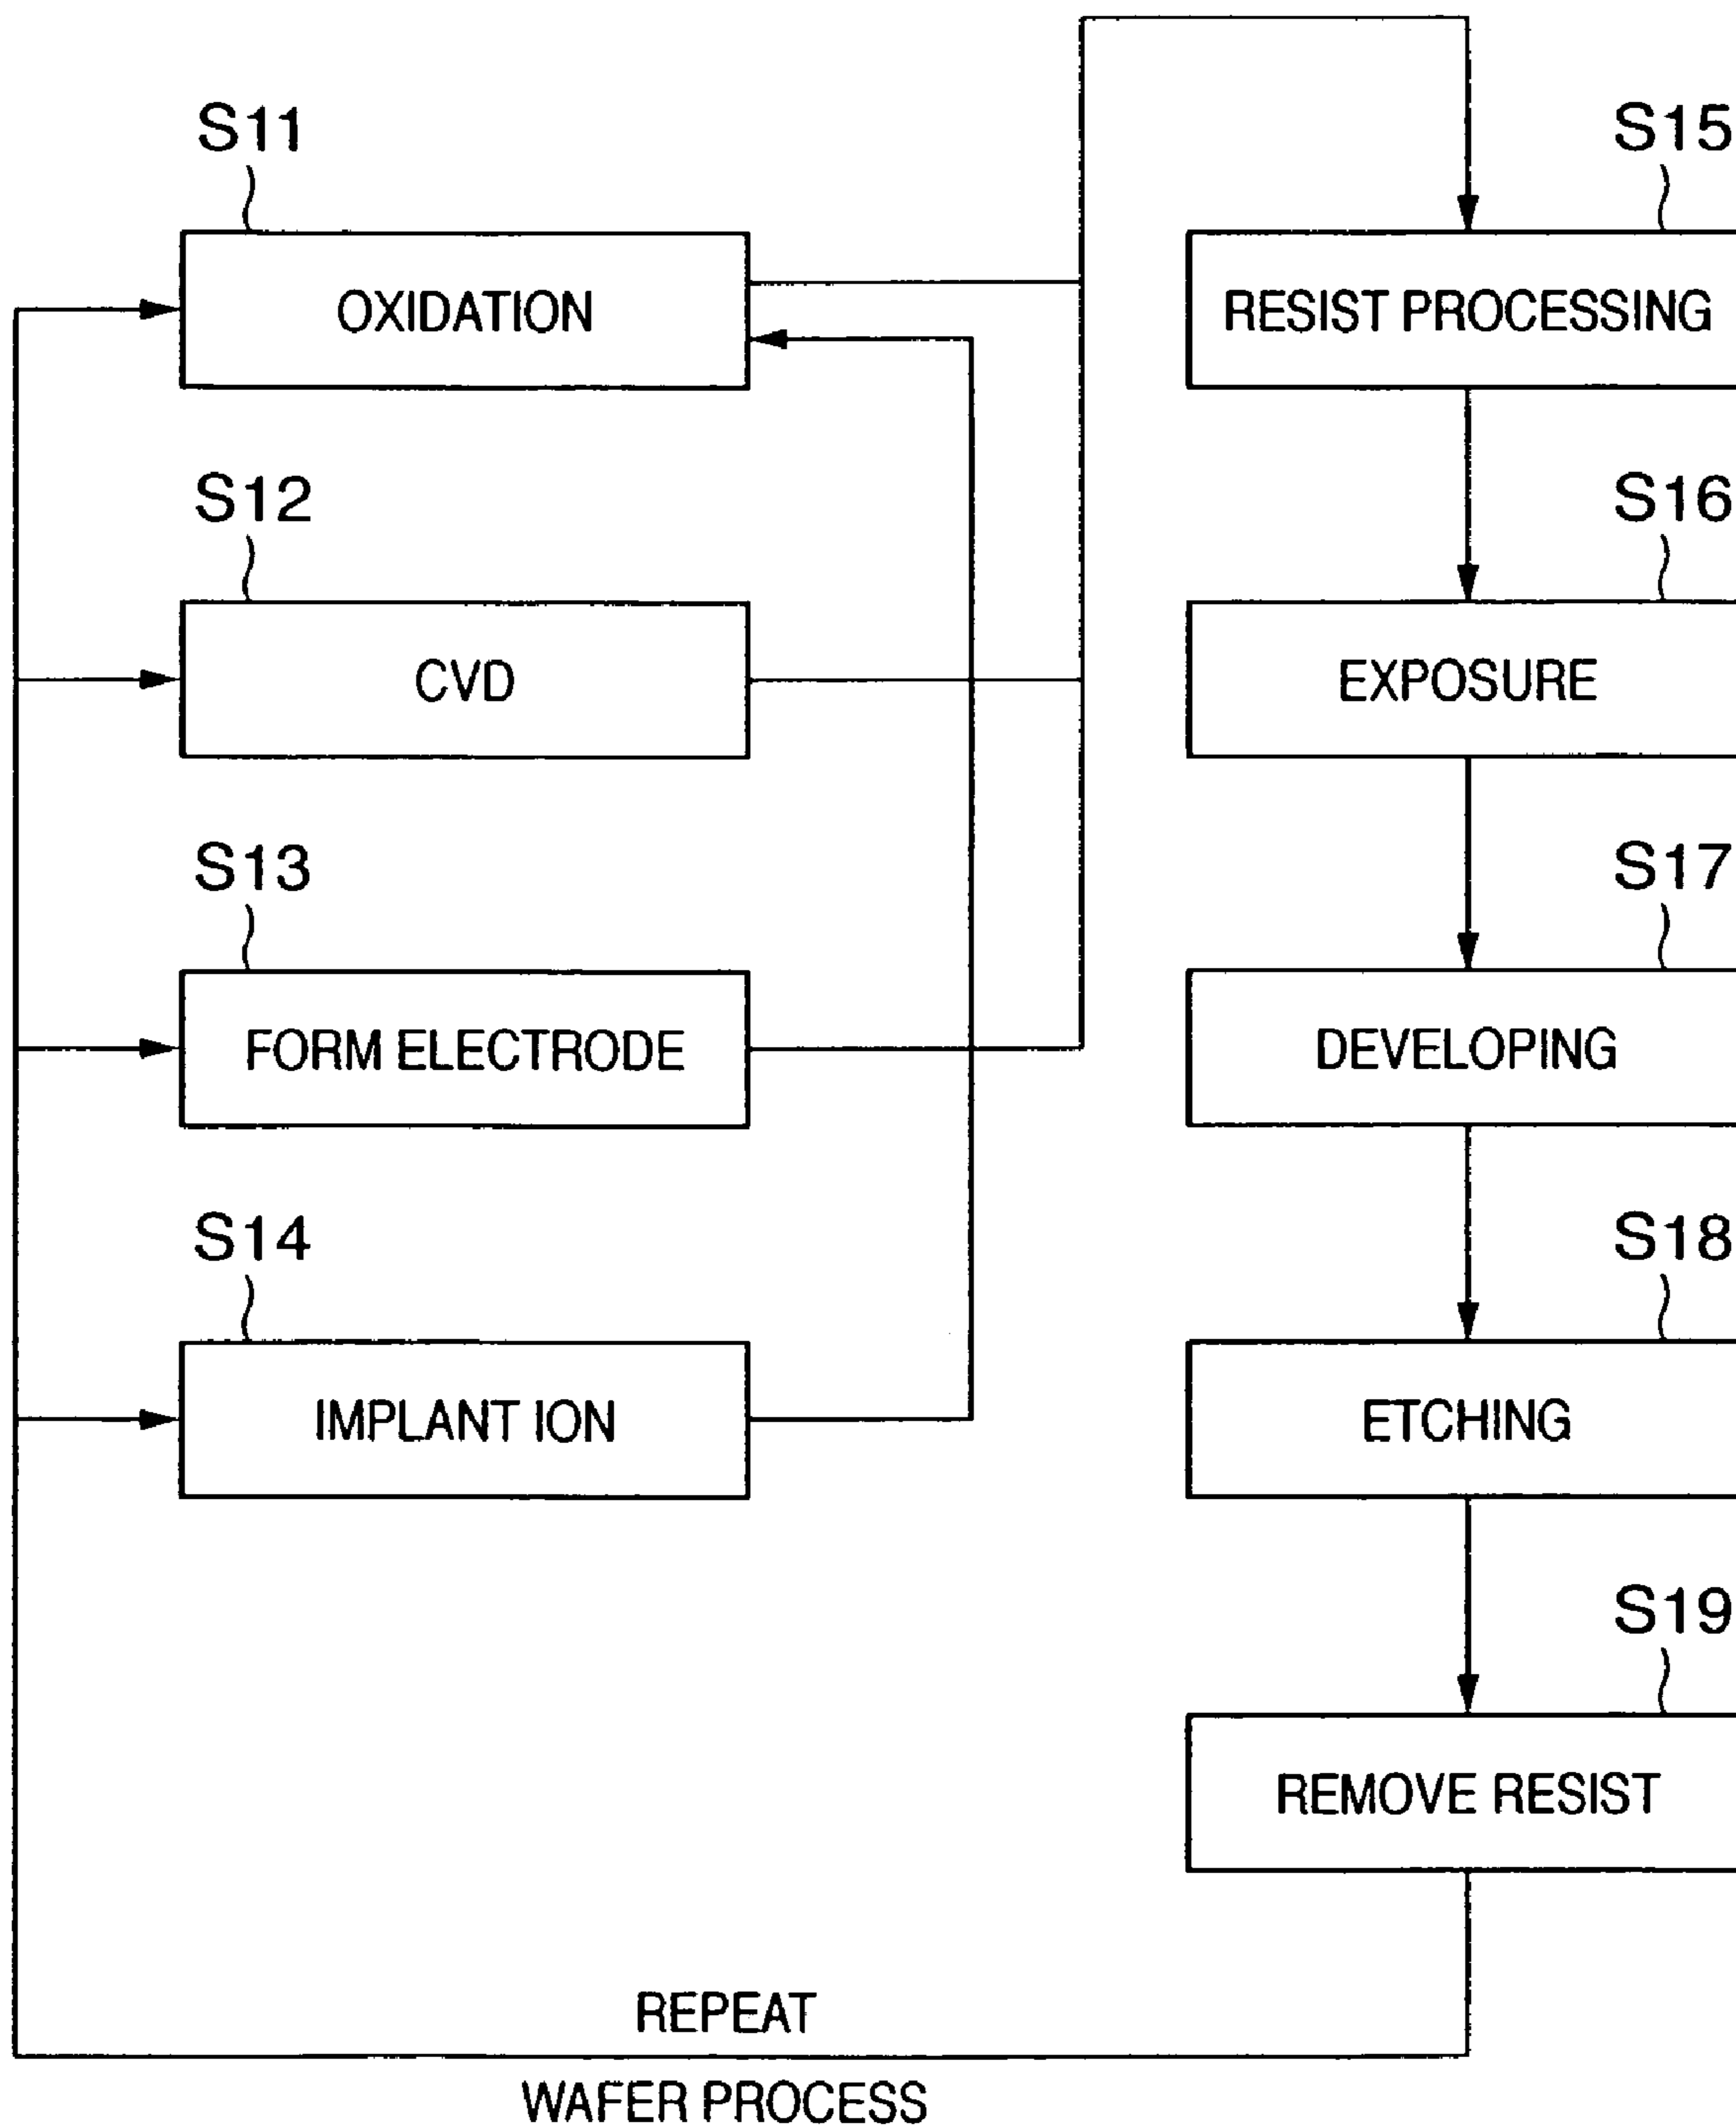 S11
OXIDATION
S12
CVD
S13
FORM ELECTRODE
S14
IMPLANT ION
S15
RESIST PROCESSING
S16
EXPOSURE
S17
DEVELOPING
S18
ETCHING
S19
REMOVE RESIST
REPEAT
WAFER PROCESS